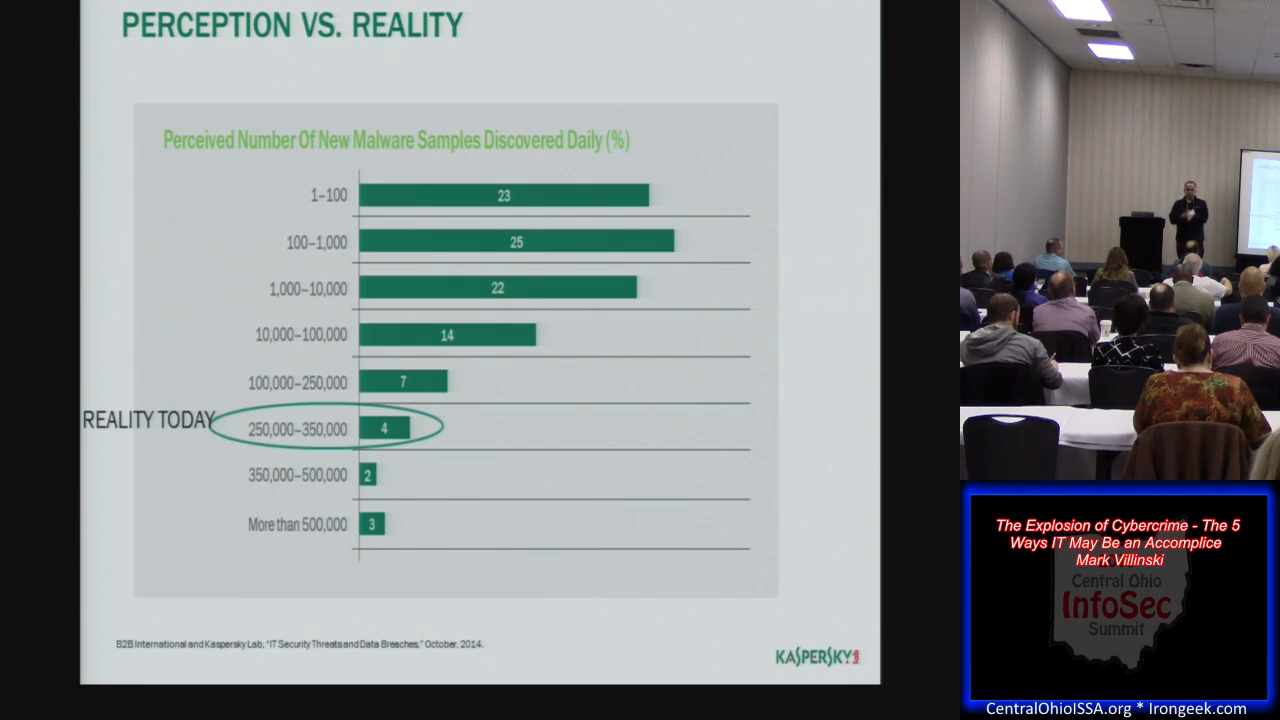 PERCEPTION VS. REALITY
Perceived Number Of New Malware Samples Discovered Daily (%)
1–100 23
100–1,000 25
1,000–10,000 22
10,000–100,000 14
100,000–250,000 7
REALITY TODAY 250,000–350,000 4
350,000–500,000 2
More than 500,000 3
B2B International and Kaspersky Lab, "IT Security Threats and Data Breaches," October, 2014.
KASPERSKY lab
The Explosion of Cybercrime - The 5
Ways IT May Be an Accomplice
Mark Villinski
Central Ohio
InfoSec
Summit
CentralOhioISSA.org * Irongeek.com